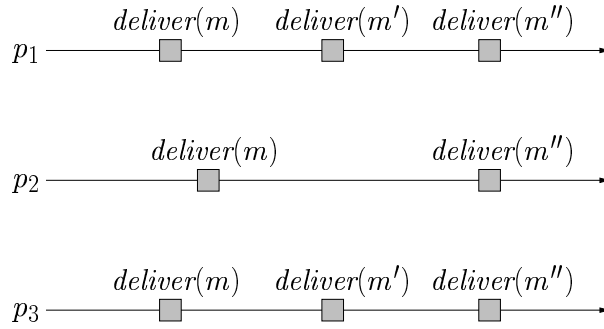 deliver(m) deliver(m′) deliver(m′′)
p₁
deliver(m) deliver(m′′)
p₂
deliver(m) deliver(m′) deliver(m′′)
p₃